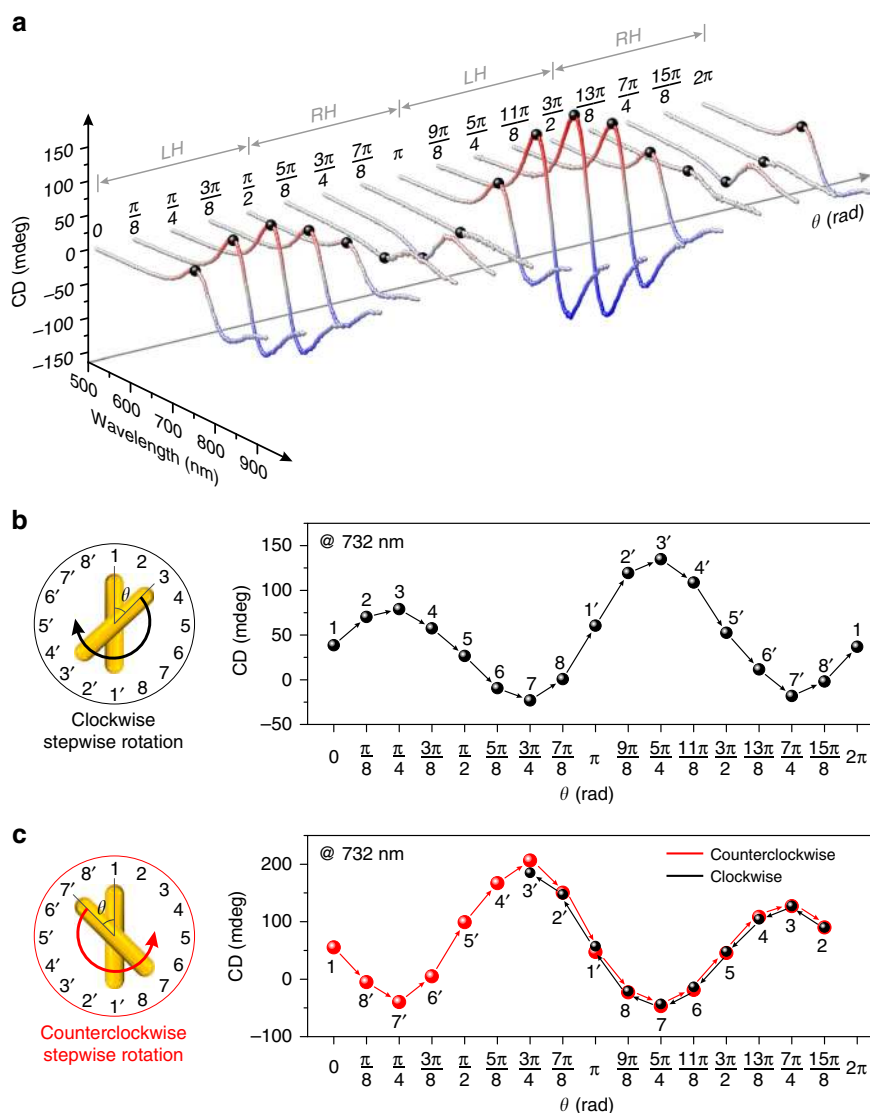 a
LH RH LH RH
0 π/8 π/4 3π/8 π/2 5π/8 3π/4 7π/8 π 9π/8 5π/4 11π/8 3π/2 13π/8 7π/4 15π/8 2π
CD (mdeg)
150
100
50
0
−50
−100
−150
θ (rad)
500 600 700 800 900
Wavelength (nm)
b
1 2 3 4 5 6 7 8 1′ 2′ 3′ 4′ 5′ 6′ 7′ 8′
θ
Clockwise
stepwise rotation
@ 732 nm
CD (mdeg)
150
100
50
0
−50
1 2 3 4 5 6 7 8 1′ 2′ 3′ 4′ 5′ 6′ 7′ 8′ 1
0 π/8 π/4 3π/8 π/2 5π/8 3π/4 7π/8 π 9π/8 5π/4 11π/8 3π/2 13π/8 7π/4 15π/8 2π
θ (rad)
c
1 2 3 4 5 6 7 8 1′ 2′ 3′ 4′ 5′ 6′ 7′ 8′
θ
Counterclockwise
stepwise rotation
@ 732 nm
Counterclockwise
Clockwise
CD (mdeg)
200
100
0
−100
1 8′ 7′ 6′ 5′ 4′ 3′ 2′ 1′ 8 7 6 5 4 3 2
0 π/8 π/4 3π/8 π/2 5π/8 3π/4 7π/8 π 9π/8 5π/4 11π/8 3π/2 13π/8 7π/4 15π/8 2π
θ (rad)